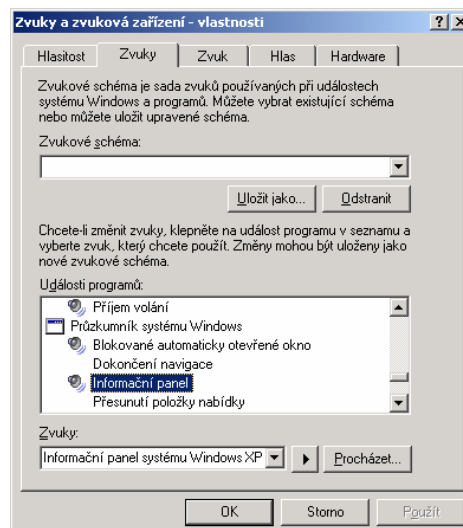 Zvuky a zvuková zařízení - vlastnosti
Hlasitost Zvuky Zvuk Hlas Hardware
Zvukové schéma je sada zvuků používaných při událostech
systému Windows a programů. Můžete vybrat existující schéma
nebo můžete uložit upravené schéma.
Zvukové schéma:
Uložit jako... Odstranit
Chcete-li změnit zvuky, klepněte na událost programu v seznamu a
vyberte zvuk, který chcete použít. Změny mohou být uloženy jako
nové zvukové schéma.
Události programů:
Příjem volání
Průzkumník systému Windows
Blokované automaticky otevřené okno
Dokončení navigace
Informační panel
Přesunutí položky nabídky
Zvuky:
Informační panel systému Windows XP Procházet...
OK Storno Použít